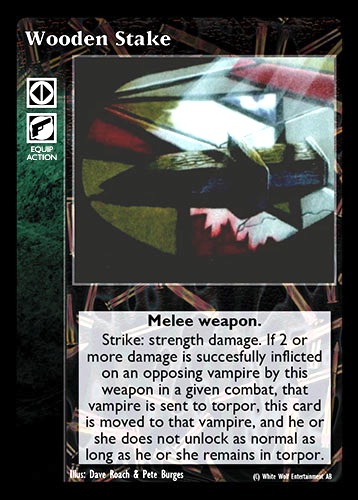 Wooden Stake
EQUIP
ACTION
Melee weapon.
Strike: strength damage. If 2 or
more damage is succesfully inflicted
on an opposing vampire by this
weapon in a given combat, that
vampire is sent to torpor, this card
is moved to that vampire, and he or
she does not unlock as normal as
long as he or she remains in torpor.
Illus: Dave Roach & Pete Burges
(C) White Wolf Entertainment AB